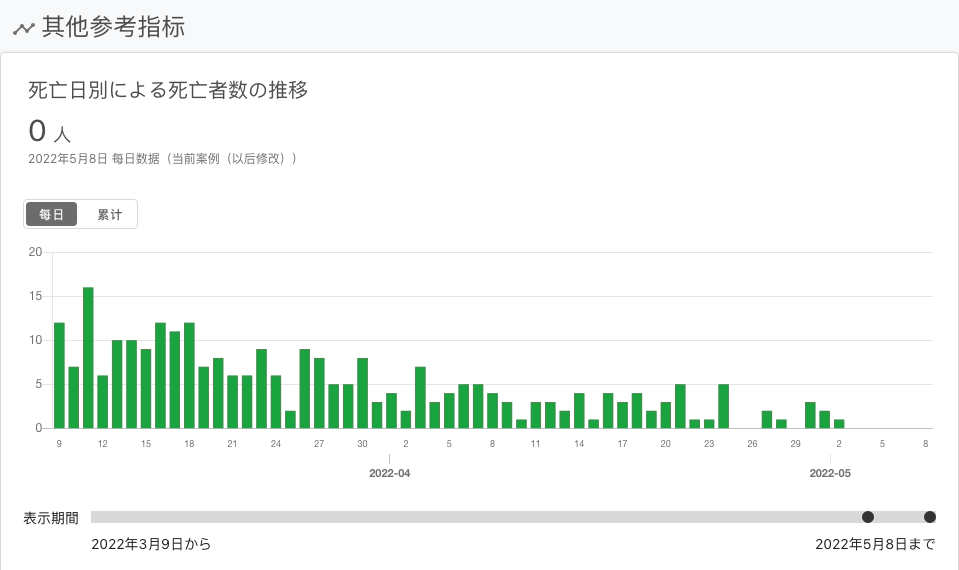 其他参考指标
死亡日別による死亡者数の推移
0 人
2022年5月8日 每日数据（当前案例（以后修改））
每日 累计
20
15
10
5
0
9 12 15 18 21 24 27 30 2 5 8 11 14 17 20 23 26 29 2 5 8
2022-04 2022-05
表示期間
2022年3月9日から 2022年5月8日まで